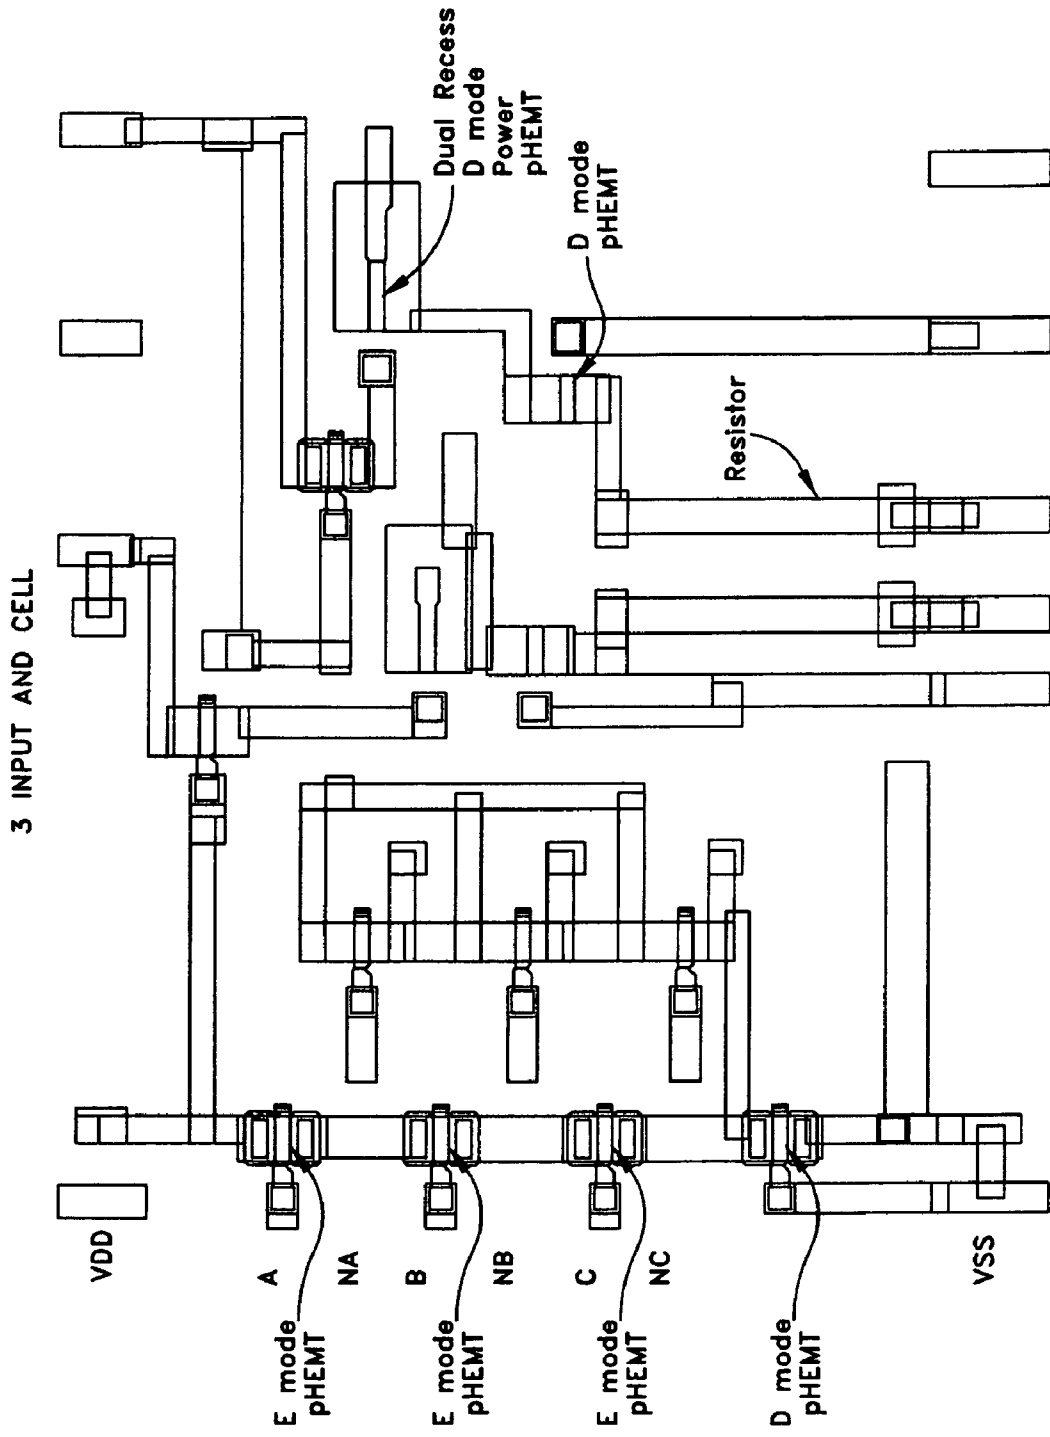 3 INPUT AND CELL
VDD
A
NA
B
NB
C
NC
VSS
E mode
pHEMT
E mode
pHEMT
E mode
pHEMT
D mode
pHEMT
Dual Recess
D mode
Power
pHEMT
D mode
pHEMT
Resistor